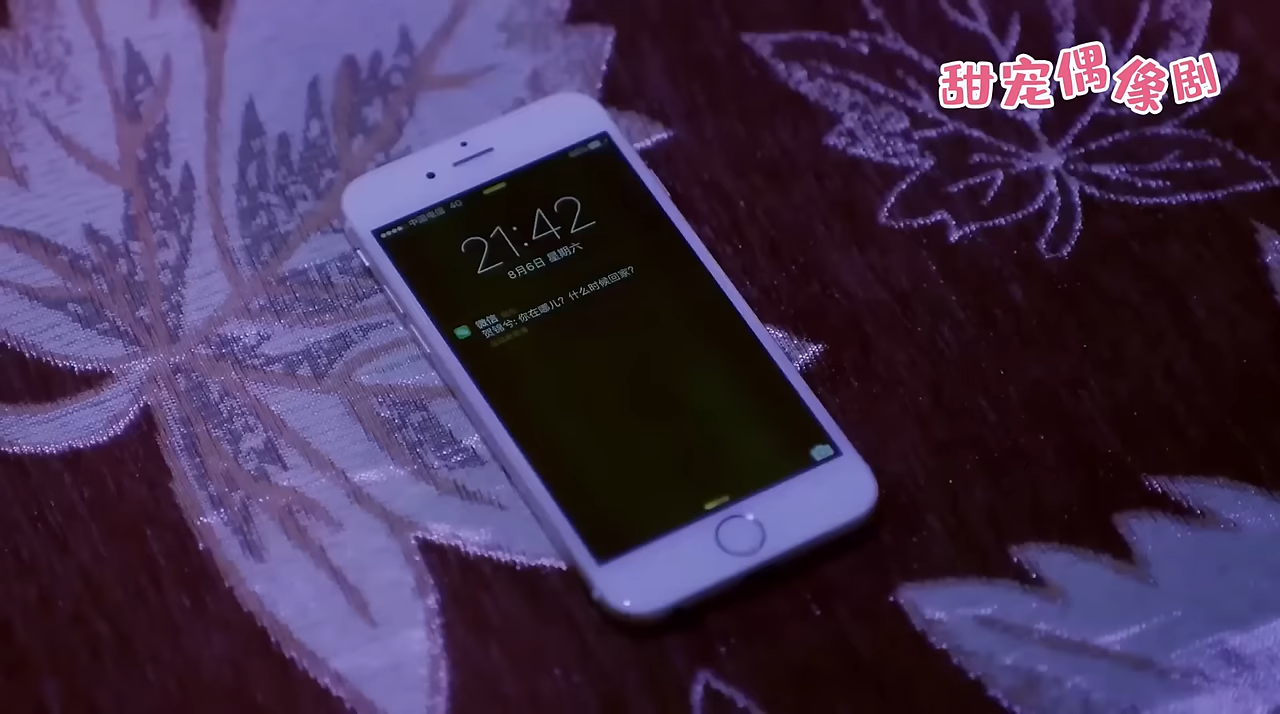 甜宠偶像剧
中国电信 4G
21:42
8月6日 星期六
微信
贺锦兮: 你在哪儿? 什么时候回家?